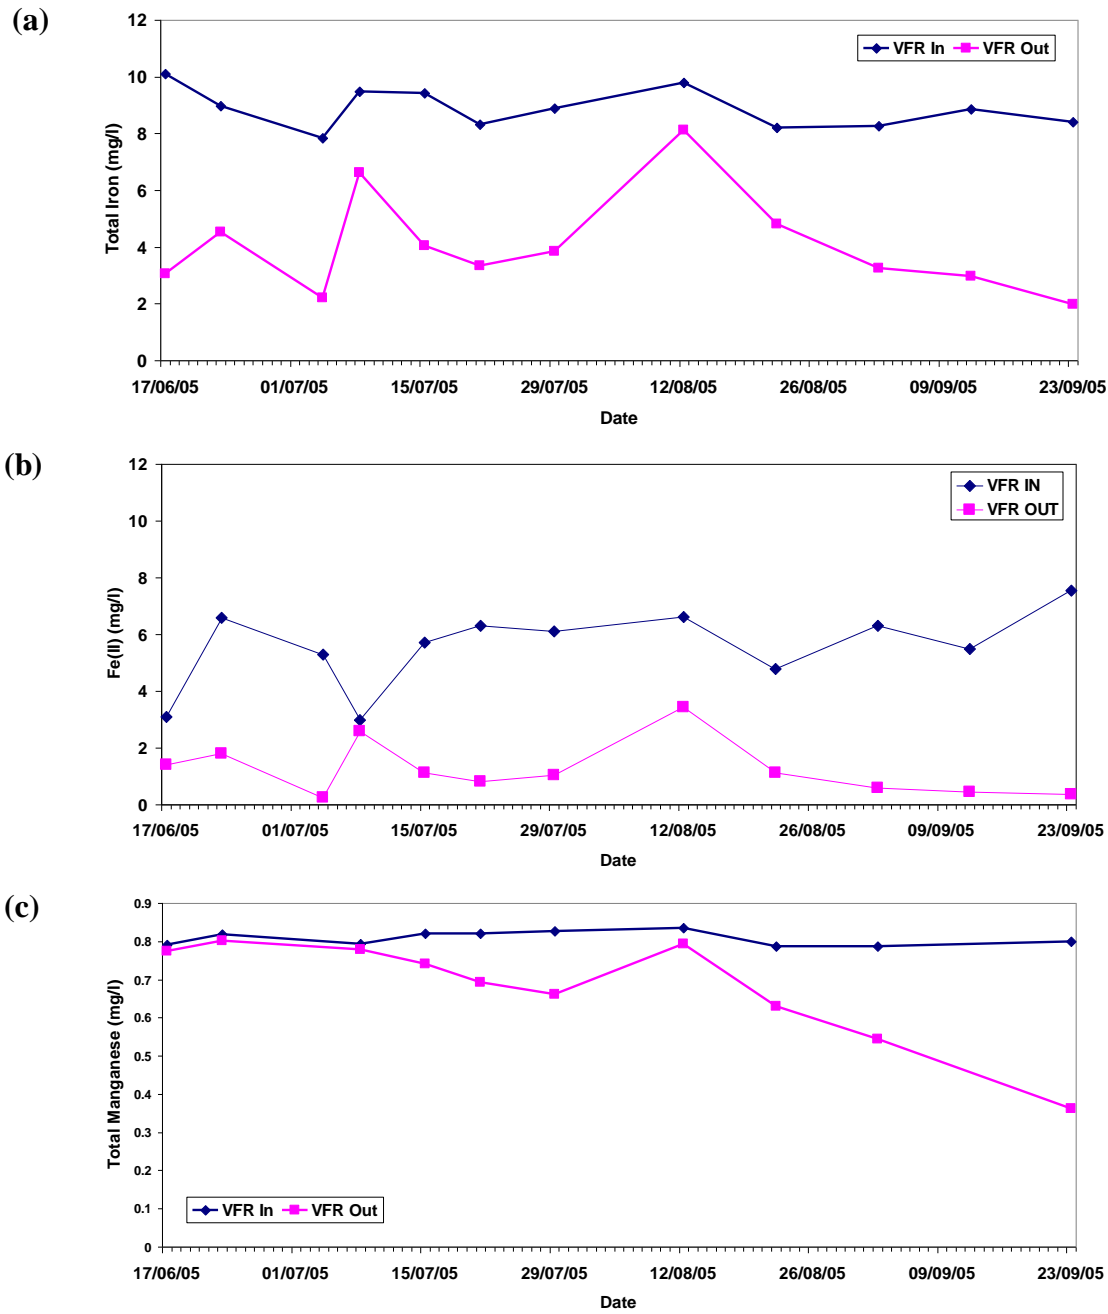 (a)
12
10
8
6
4
2
0
Total Iron (mg/l)
VFR In VFR Out
17/06/05 01/07/05 15/07/05 29/07/05 12/08/05 26/08/05 09/09/05 23/09/05
Date
(b)
12
10
8
6
4
2
0
Fe(II) (mg/l)
VFR IN
VFR OUT
17/06/05 01/07/05 15/07/05 29/07/05 12/08/05 26/08/05 09/09/05 23/09/05
Date
(c)
0.9
0.8
0.7
0.6
0.5
0.4
0.3
0.2
0.1
0
Total Manganese (mg/l)
VFR In VFR Out
17/06/05 01/07/05 15/07/05 29/07/05 12/08/05 26/08/05 09/09/05 23/09/05
Date